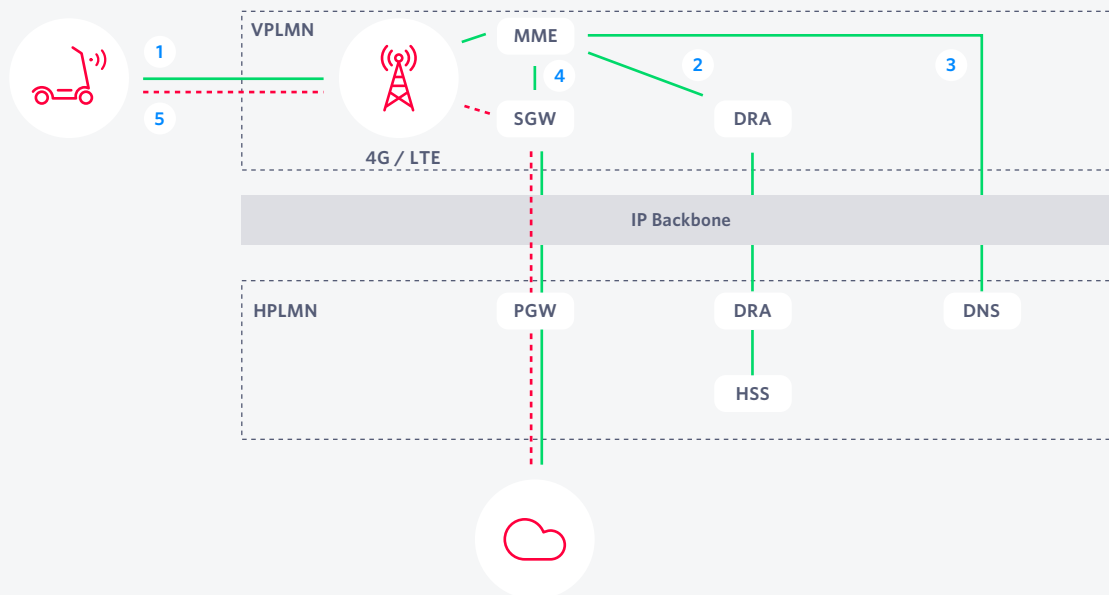 VPLMN
MME
1
2
3
4
5
SGW
DRA
4G / LTE
IP Backbone
HPLMN
PGW
DRA
DNS
HSS